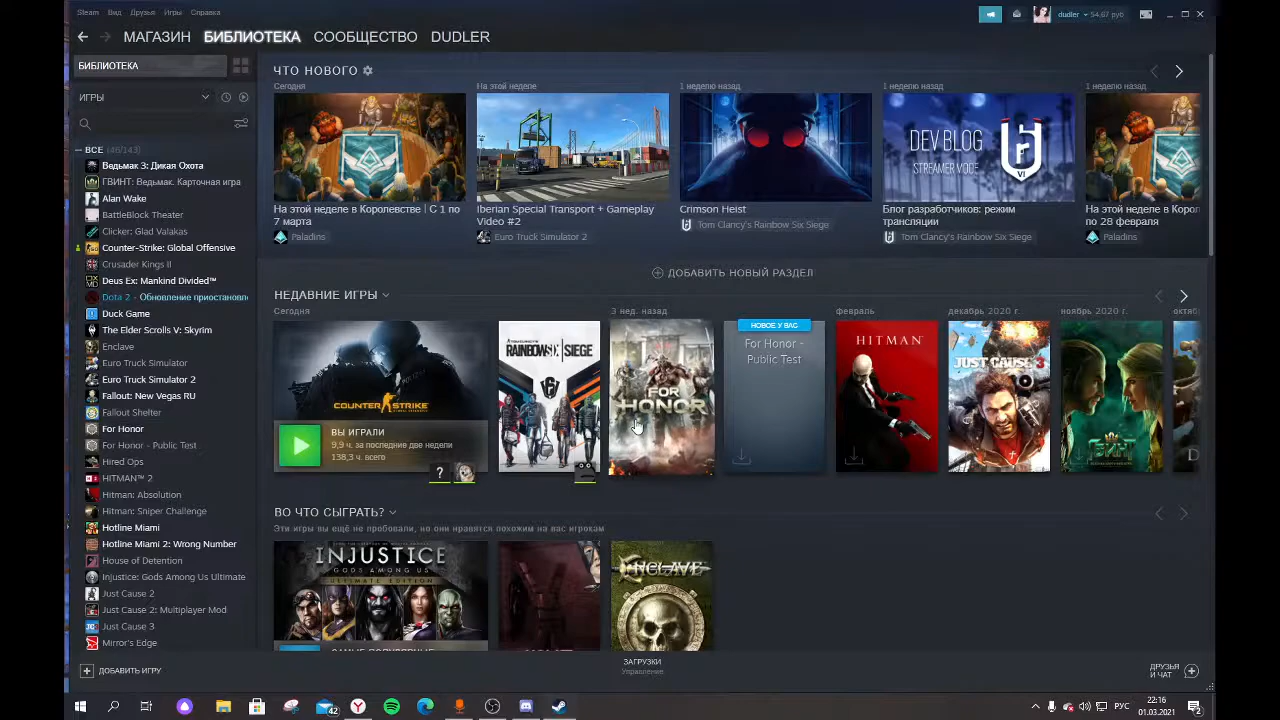 Steam Вид Друзья Игры Справка
dudler 54,67 руб
МАГАЗИН БИБЛИОТЕКА СООБЩЕСТВО DUDLER
БИБЛИОТЕКА
ИГРЫ
ВСЕ (46/143)
Ведьмак 3: Дикая Охота
ГВИНТ: Ведьмак. Карточная игра
Alan Wake
BattleBlock Theater
Clicker: Glad Valakas
Counter-Strike: Global Offensive
Crusader Kings II
Deus Ex: Mankind Divided™
Dota 2 - Обновление приостановле
Duck Game
The Elder Scrolls V: Skyrim
Enclave
Euro Truck Simulator
Euro Truck Simulator 2
Fallout: New Vegas RU
Fallout Shelter
For Honor
For Honor - Public Test
Hired Ops
HITMAN™ 2
Hitman: Absolution
Hitman: Sniper Challenge
Hotline Miami
Hotline Miami 2: Wrong Number
House of Detention
Injustice: Gods Among Us Ultimate
Just Cause 2
Just Cause 2: Multiplayer Mod
Just Cause 3
Mirror's Edge
ДОБАВИТЬ ИГРУ
ЧТО НОВОГО
Сегодня
На этой неделе в Королевстве | С 1 по
7 марта
Paladins
На этой неделе
Iberian Special Transport + Gameplay
Video #2
Euro Truck Simulator 2
1 неделю назад
Crimson Heist
Tom Clancy's Rainbow Six Siege
1 неделю назад
DEV BLOG
STREAMER MODE
VI
Блог разработчиков: режим
трансляции
Tom Clancy's Rainbow Six Siege
1 неделю назад
На этой неделе в Корол
по 28 февраля
Paladins
ДОБАВИТЬ НОВЫЙ РАЗДЕЛ
НЕДАВНИЕ ИГРЫ
Сегодня
COUNTER STRIKE
ВЫ ИГРАЛИ
9,9 ч. за последние две недели
138,3 ч. всего
?
RAINBOW SIX SIEGE
3 нед. назад
FOR
HONOR
НОВОЕ У ВАС
For Honor -
Public Test
февраль
HITMAN
декабрь 2020 г.
JUST CAUSE 3
ноябрь 2020 г.
октя
ВО ЧТО СЫГРАТЬ?
Эти игры вы ещё не пробовали, но они нравятся похожим на вас игрокам
INJUSTICE
GODS AMONG US
ULTIMATE EDITION
ENCLAVE
ЗАГРУЗКИ
Управление
ДРУЗЬЯ
И ЧАТ
42
РУС
22:16
01.03.2021